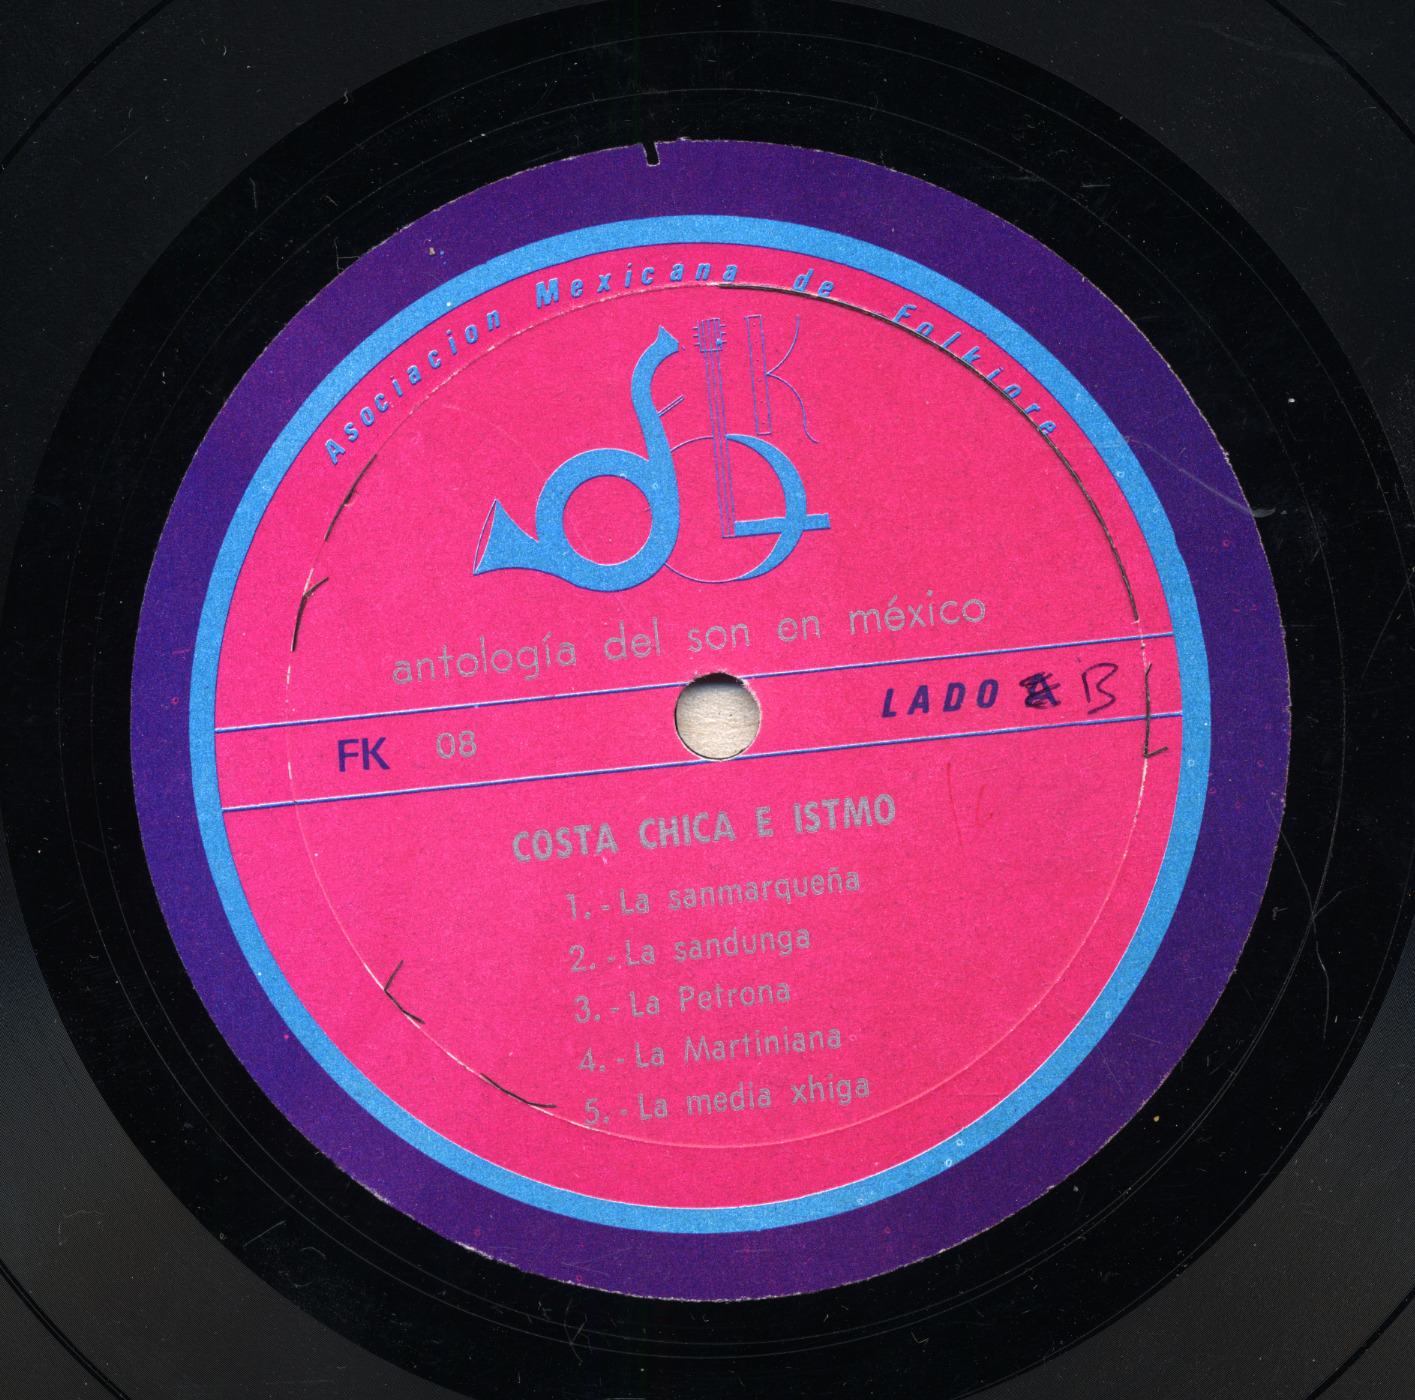 Asociacion Mexicana de Folklore
FOLK
antología del son en méxico
LADO A B
FK 08
COSTA CHICA E ISTMO
1.-La sanmarqueña
2.-La sandunga
3.-La Petrona
4.-La Martiniana
5.-La media xhiga